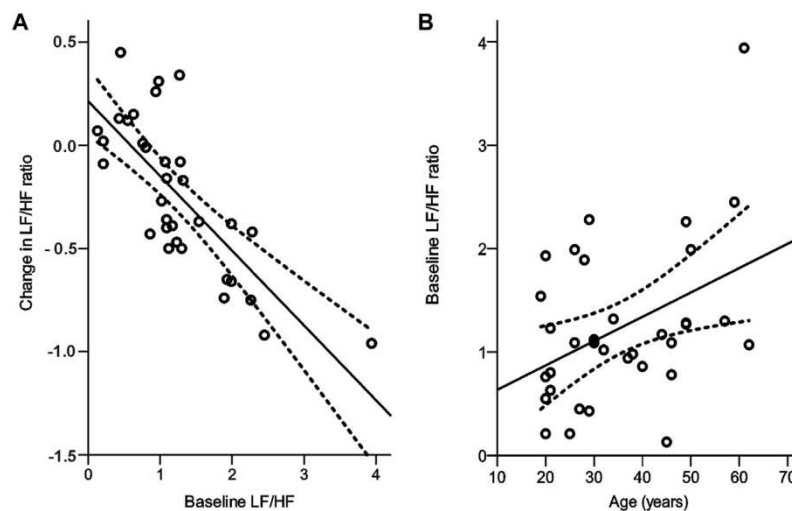 A
Change in LF/HF ratio
0.5
0.0
-0.5
-1.0
-1.5
0 1 2 3 4
Baseline LF/HF
B
Baseline LF/HF ratio
4
3
2
1
0
10 20 30 40 50 60 70
Age (years)